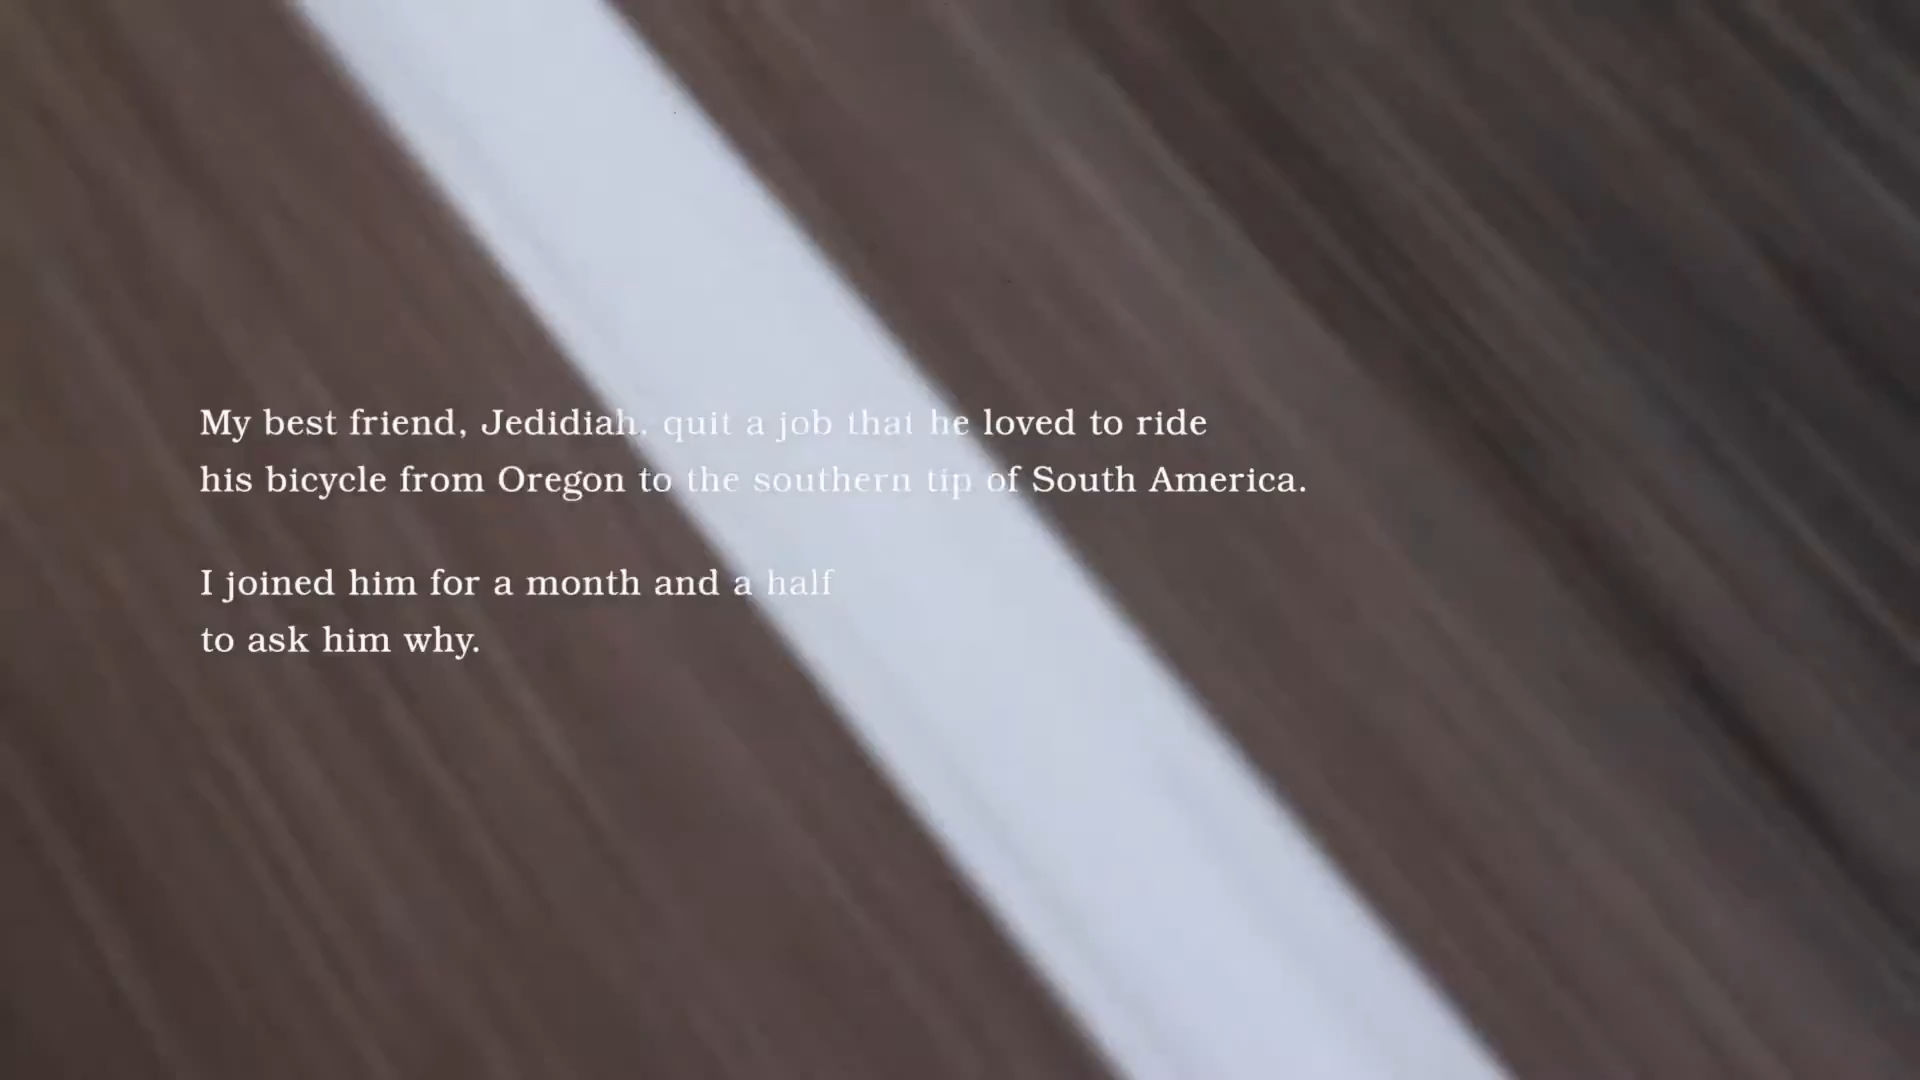 My best friend, Jedidiah, quit a job that he loved to ride
his bicycle from Oregon to the southern tip of South America.
I joined him for a month and a half
to ask him why.